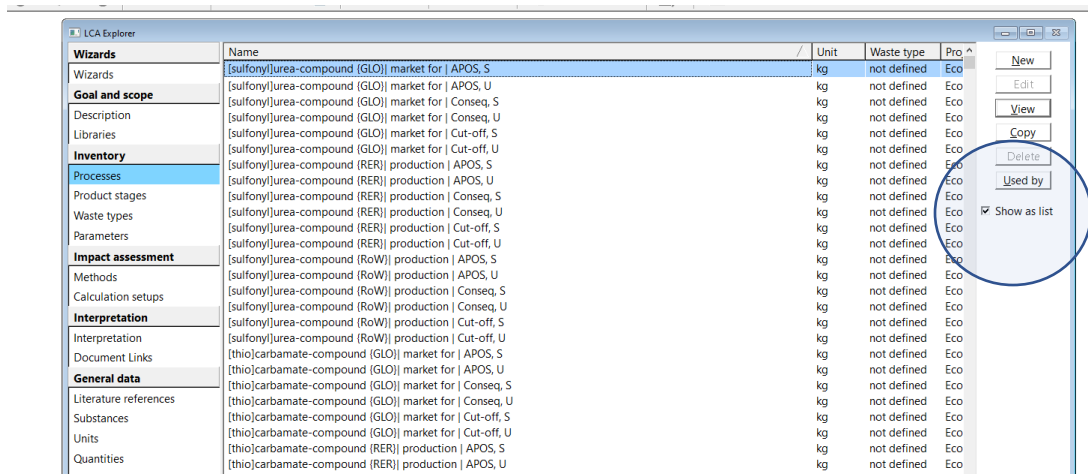 LCA Explorer
Wizards
Wizards
Goal and scope
Description
Libraries
Inventory
Processes
Product stages
Waste types
Parameters
Impact assessment
Methods
Calculation setups
Interpretation
Interpretation
Document Links
General data
Literature references
Substances
Units
Quantities
Name / Unit Waste type Pro
[sulfonyl]urea-compound {GLO}| market for | APOS, S kg not defined Eco
[sulfonyl]urea-compound {GLO}| market for | APOS, U kg not defined Eco
[sulfonyl]urea-compound {GLO}| market for | Conseq, S kg not defined Eco
[sulfonyl]urea-compound {GLO}| market for | Conseq, U kg not defined Eco
[sulfonyl]urea-compound {GLO}| market for | Cut-off, S kg not defined Eco
[sulfonyl]urea-compound {GLO}| market for | Cut-off, U kg not defined Eco
[sulfonyl]urea-compound {RER}| production | APOS, S kg not defined Eco
[sulfonyl]urea-compound {RER}| production | APOS, U kg not defined Eco
[sulfonyl]urea-compound {RER}| production | Conseq, S kg not defined Eco
[sulfonyl]urea-compound {RER}| production | Conseq, U kg not defined Eco
[sulfonyl]urea-compound {RER}| production | Cut-off, S kg not defined Eco
[sulfonyl]urea-compound {RER}| production | Cut-off, U kg not defined Eco
[sulfonyl]urea-compound {RoW}| production | APOS, S kg not defined Eco
[sulfonyl]urea-compound {RoW}| production | APOS, U kg not defined Eco
[sulfonyl]urea-compound {RoW}| production | Conseq, S kg not defined Eco
[sulfonyl]urea-compound {RoW}| production | Conseq, U kg not defined Eco
[sulfonyl]urea-compound {RoW}| production | Cut-off, S kg not defined Eco
[sulfonyl]urea-compound {RoW}| production | Cut-off, U kg not defined Eco
[thio]carbamate-compound {GLO}| market for | APOS, S kg not defined Eco
[thio]carbamate-compound {GLO}| market for | APOS, U kg not defined Eco
[thio]carbamate-compound {GLO}| market for | Conseq, S kg not defined Eco
[thio]carbamate-compound {GLO}| market for | Conseq, U kg not defined Eco
[thio]carbamate-compound {GLO}| market for | Cut-off, S kg not defined Eco
[thio]carbamate-compound {GLO}| market for | Cut-off, U kg not defined Eco
[thio]carbamate-compound {RER}| production | APOS, S kg not defined Eco
[thio]carbamate-compound {RER}| production | APOS, U kg not defined Eco
New
Edit
View
Copy
Delete
Used by
Show as list